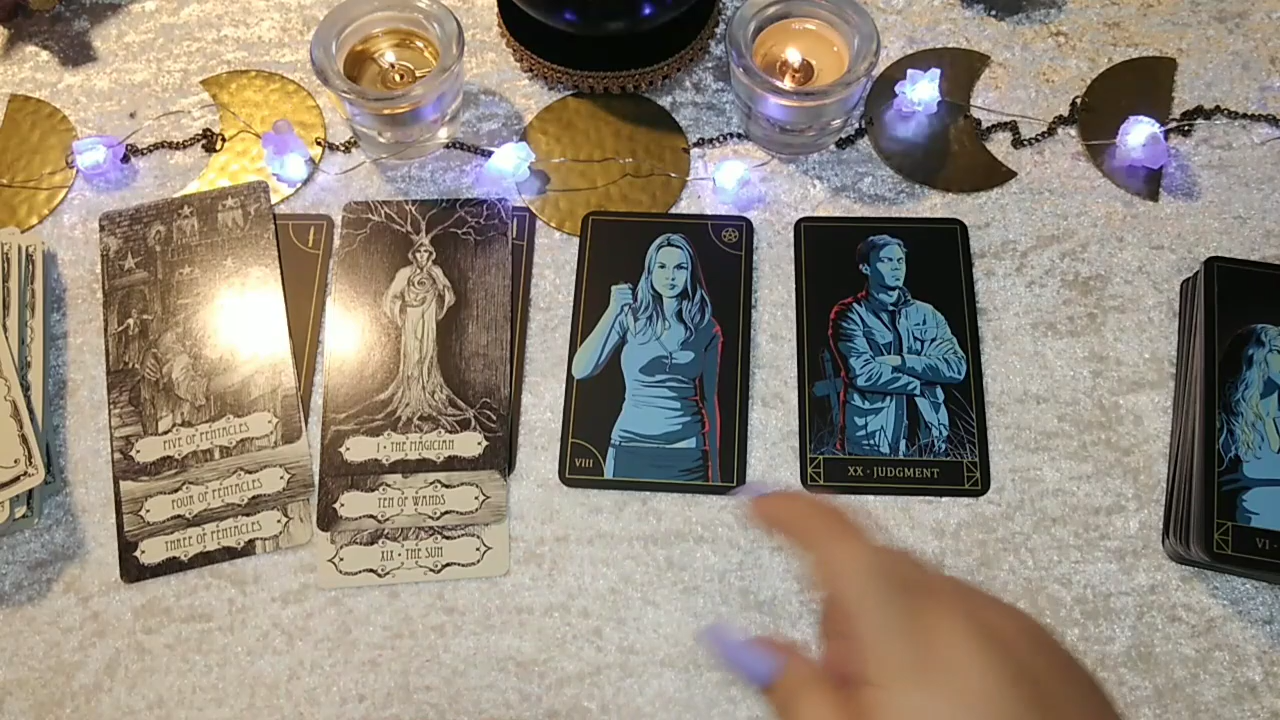 FIVE OF PENTACLES
FOUR OF PENTACLES
THREE OF PENTACLES
I • THE MAGICIAN
TEN OF WANDS
XIX • THE SUN
VIII
XX • JUDGMENT
VI •